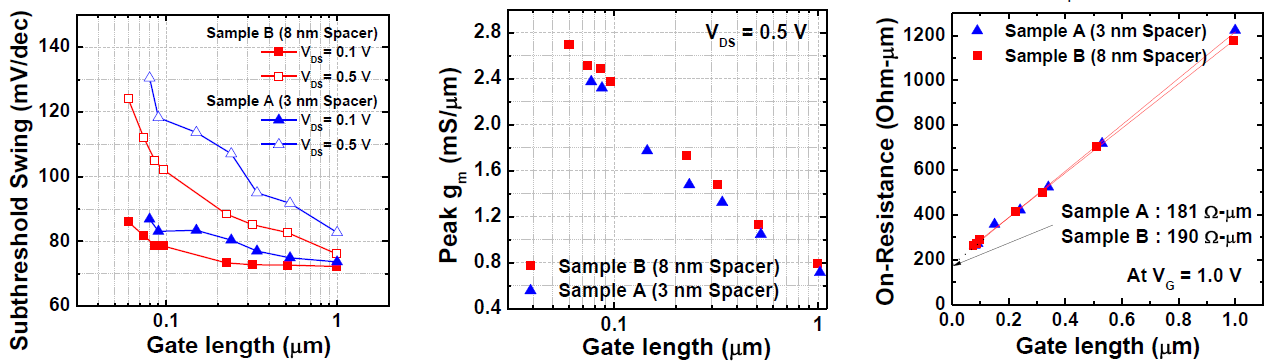 Subthreshold Swing (mV/dec)
140
120
100
80
60
0.1
1
Gate length (μm)
Sample B (8 nm Spacer)
V_DS = 0.1 V
V_DS = 0.5 V
Sample A (3 nm Spacer)
V_DS = 0.1 V
V_DS = 0.5 V
Peak g_m (mS/μm)
2.8
2.4
2.0
1.6
1.2
0.8
0.4
0.1
1
Gate length (μm)
V_DS = 0.5 V
Sample B (8 nm Spacer)
Sample A (3 nm Spacer)
On-Resistance (Ohm-μm)
1200
1000
800
600
400
200
0
0.0
0.2
0.4
0.6
0.8
1.0
Gate length (μm)
Sample A (3 nm Spacer)
Sample B (8 nm Spacer)
Sample A : 181 Ω-μm
Sample B : 190 Ω-μm
At V_G = 1.0 V